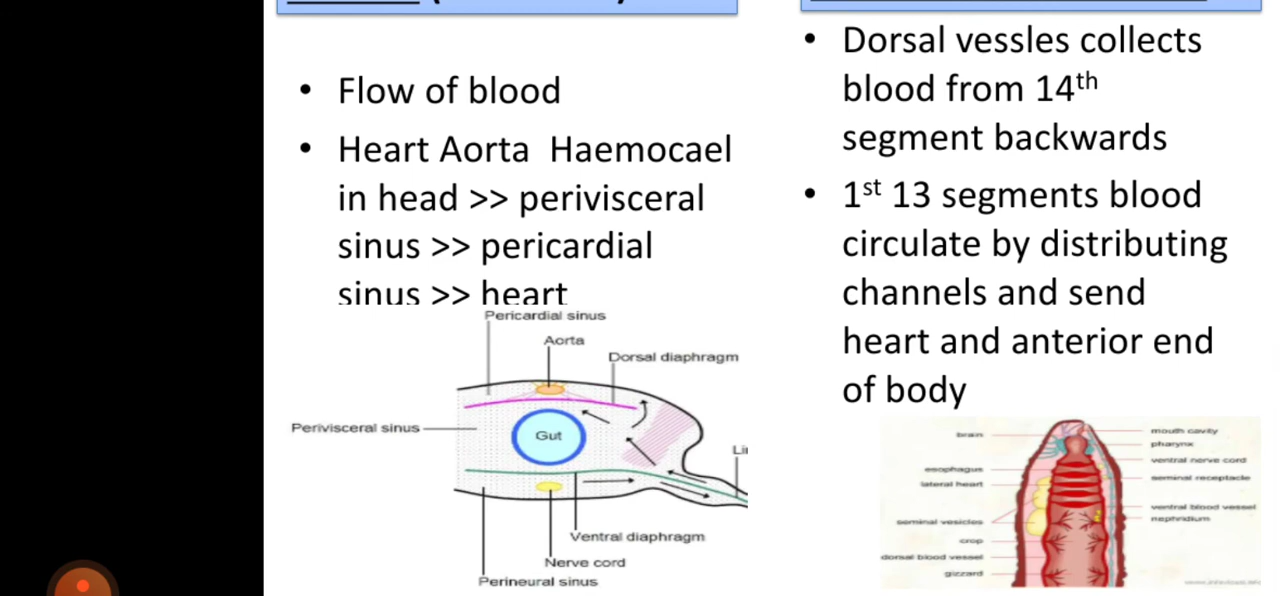 • Flow of blood
• Heart Aorta Haemocael
in head >> perivisceral
sinus >> pericardial
sinus >> heart
Pericardial sinus
Aorta
Dorsal diaphragm
Perivisceral sinus
Gut
Ventral diaphragm
Nerve cord
Perineural sinus
• Dorsal vessles collects
blood from 14th
segment backwards
• 1st 13 segments blood
circulate by distributing
channels and send
heart and anterior end
of body
brain
esophagus
lateral heart
seminal vesicles
crop
dorsal blood vessel
gizzard
mouth cavity
pharynx
ventral nerve cord
seminal receptacle
ventral blood vessel
nephridium